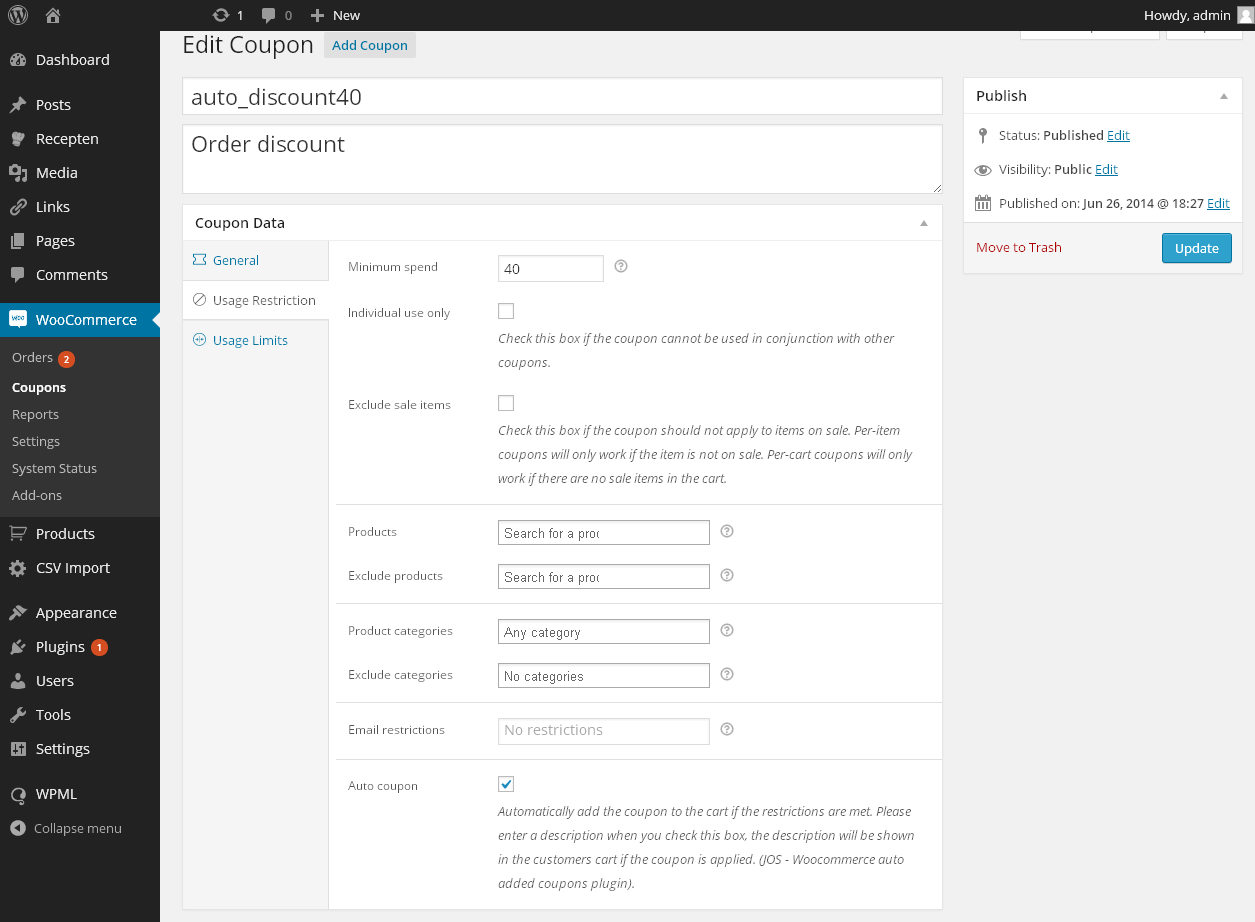 1 0 New Howdy, admin
Dashboard
Posts
Recepten
Media
Links
Pages
Comments
WooCommerce
Orders 2
Coupons
Reports
Settings
System Status
Add-ons
Products
CSV Import
Appearance
Plugins 1
Users
Tools
Settings
WPML
Collapse menu
Edit Coupon Add Coupon
auto_discount40
Order discount
Coupon Data
General
Usage Restriction
Usage Limits
Minimum spend 40
Individual use only
Check this box if the coupon cannot be used in conjunction with other
coupons.
Exclude sale items
Check this box if the coupon should not apply to items on sale. Per-item
coupons will only work if the item is not on sale. Per-cart coupons will only
work if there are no sale items in the cart.
Products Search for a proc
Exclude products Search for a proc
Product categories Any category
Exclude categories No categories
Email restrictions No restrictions
Auto coupon
Automatically add the coupon to the cart if the restrictions are met. Please
enter a description when you check this box, the description will be shown
in the customers cart if the coupon is applied. (JOS - Woocommerce auto
added coupons plugin).
Publish
Status: Published Edit
Visibility: Public Edit
Published on: Jun 26, 2014 @ 18:27 Edit
Move to Trash Update